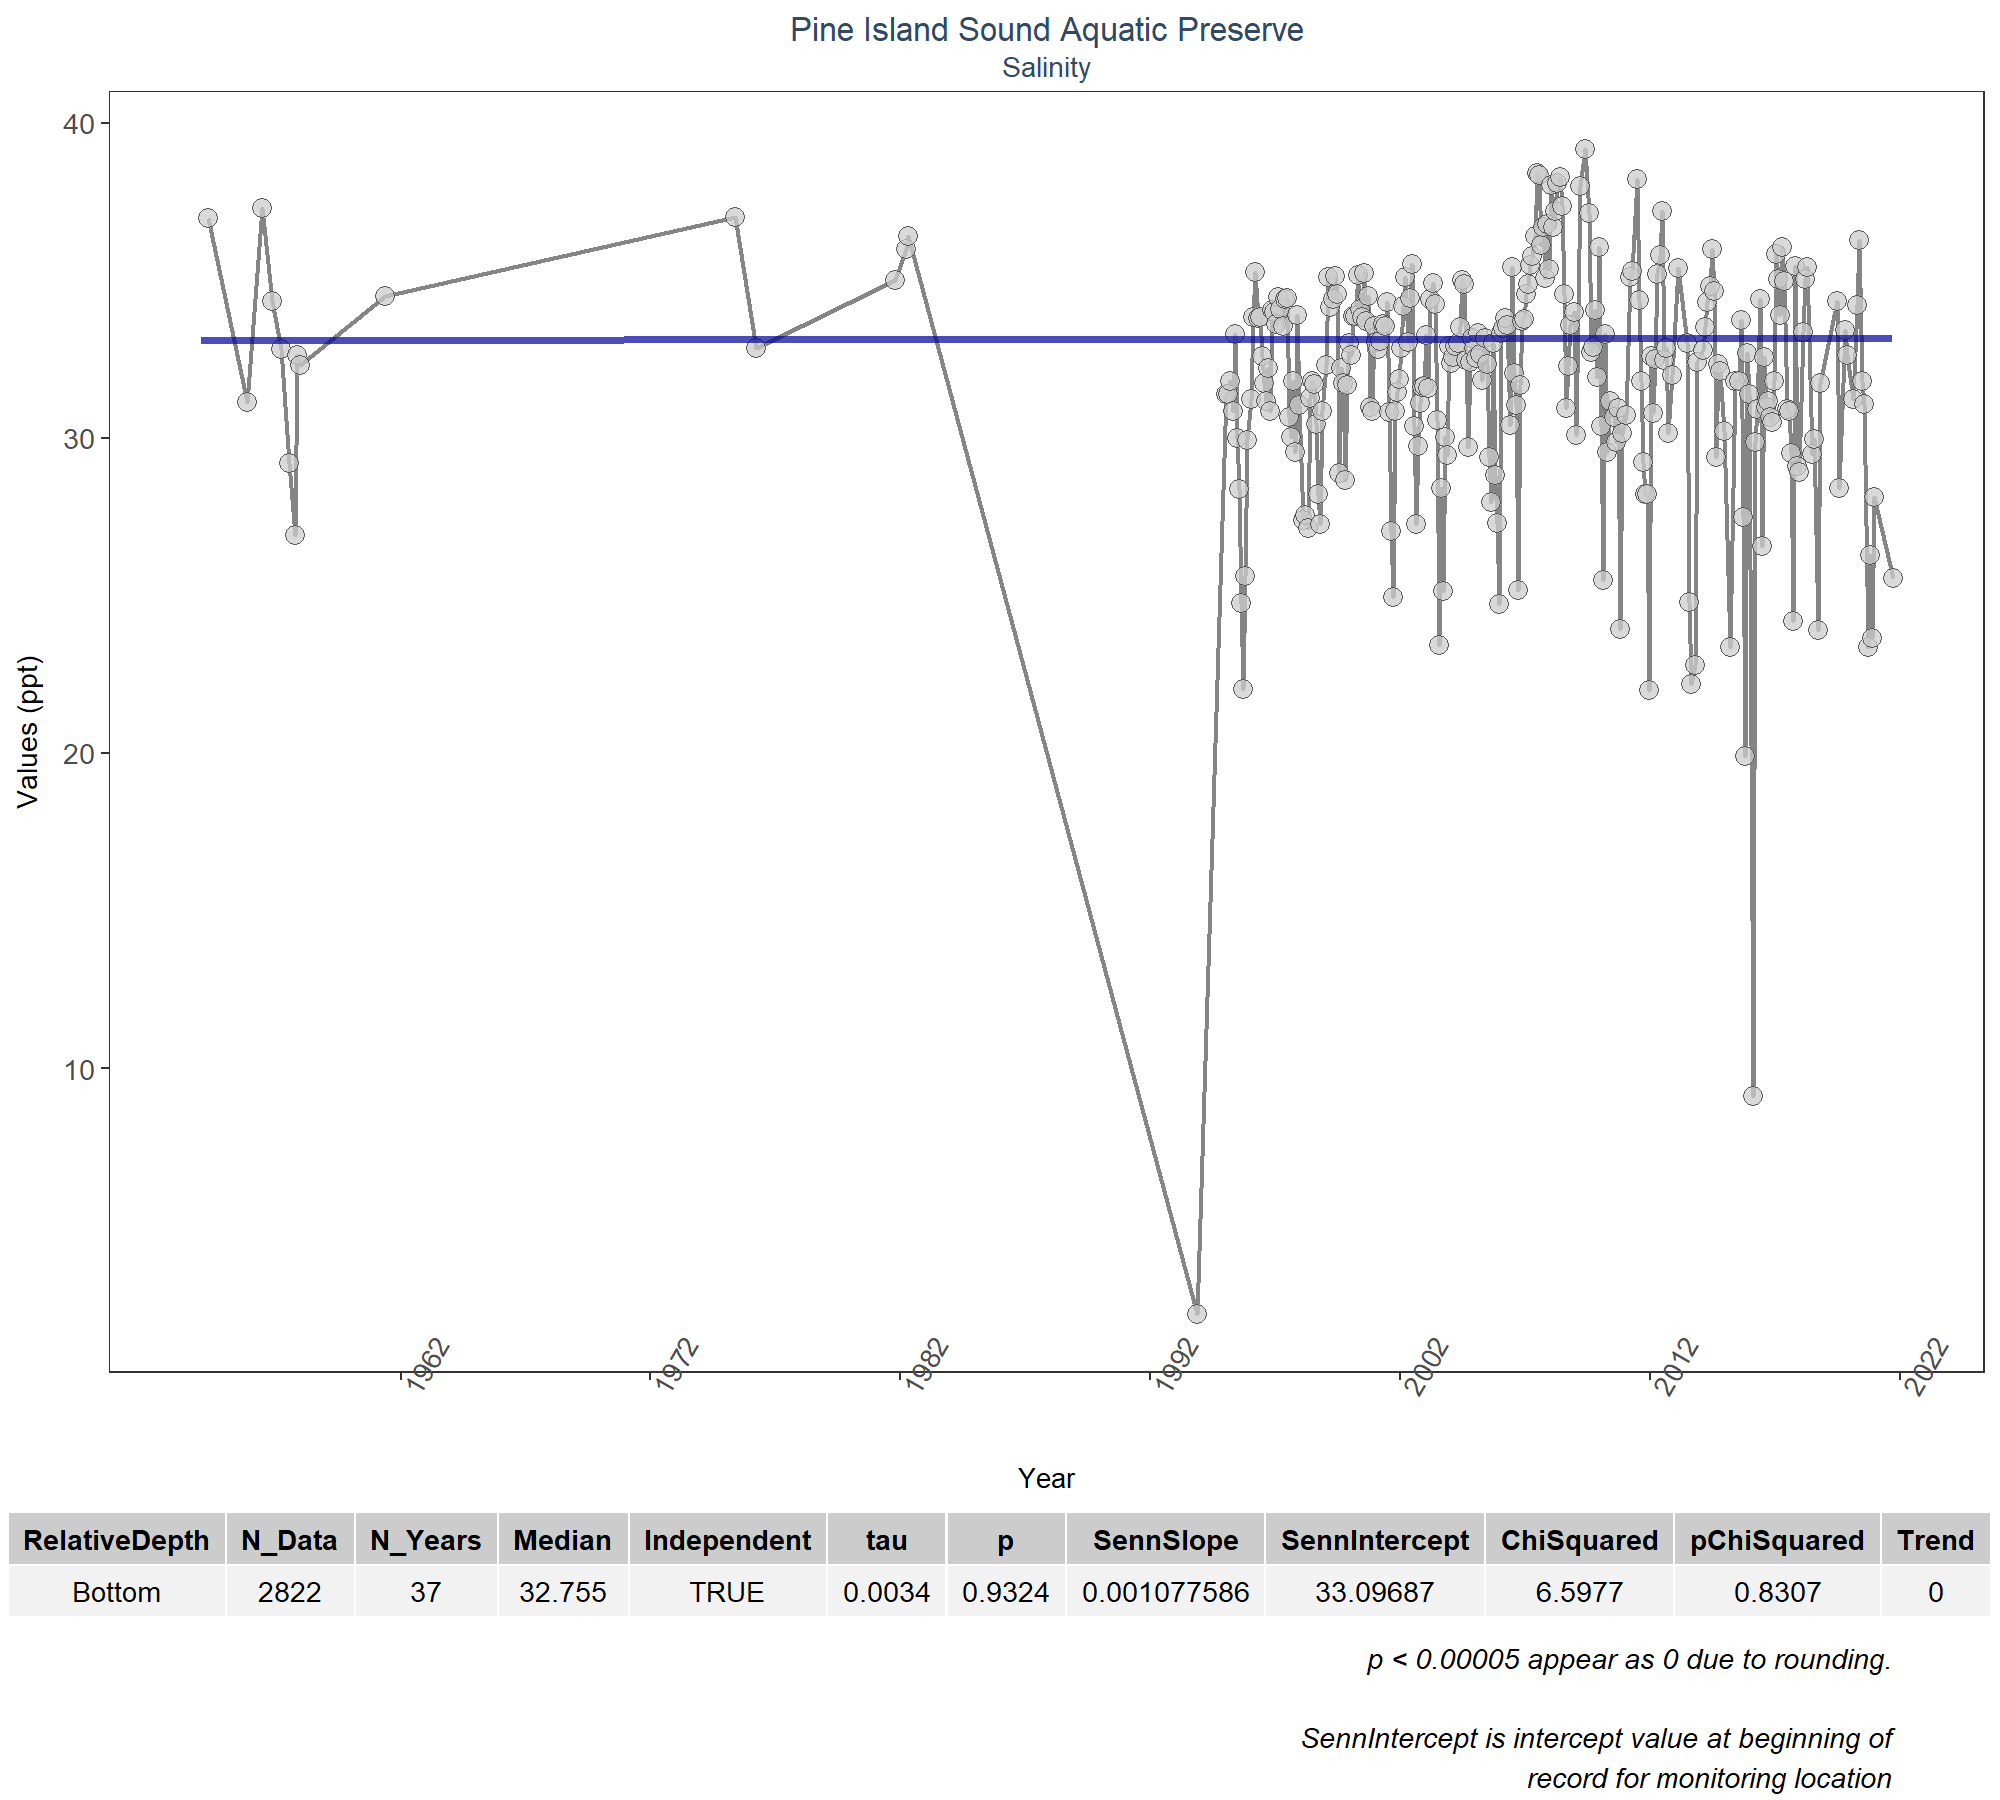 Pine Island Sound Aquatic Preserve
Salinity
40
30
20
10
Values (ppt)
1962
1972
1982
1992
2002
2012
2022
Year
RelativeDepth N_Data N_Years Median Independent tau p SennSlope SennIntercept ChiSquared pChiSquared Trend
Bottom 2822 37 32.755 TRUE 0.0034 0.9324 0.001077586 33.09687 6.5977 0.8307 0
p < 0.00005 appear as 0 due to rounding.
SennIntercept is intercept value at beginning of
record for monitoring location